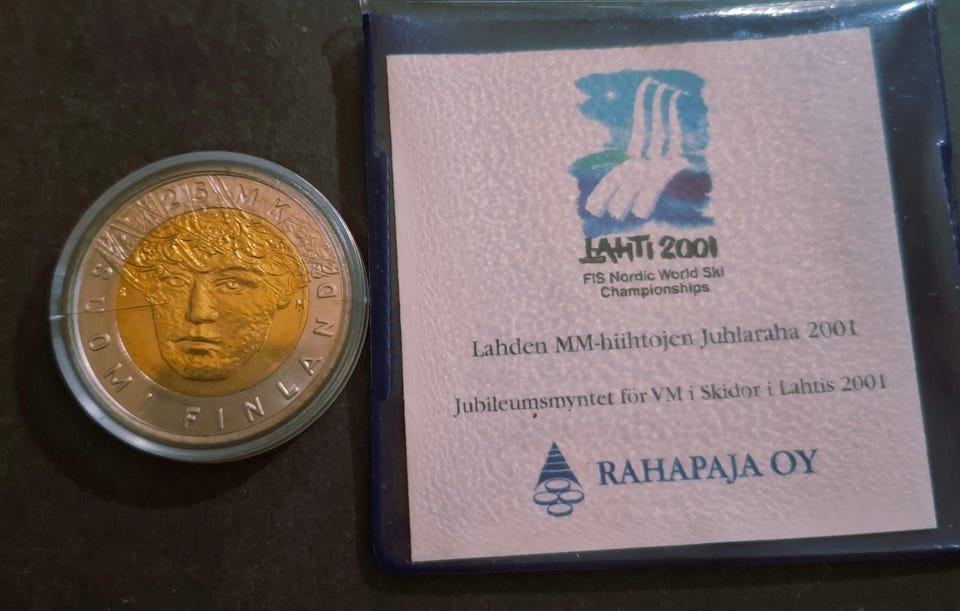 25 MK
SUOMI FINLAND
LAHTI 2001
FIS Nordic World Ski
Championships
Lahden MM-hiihtojen Juhlaraha 2001
Jubileumsmyntet för VM i Skidor i Lahtis 2001
RAHAPAJA OY